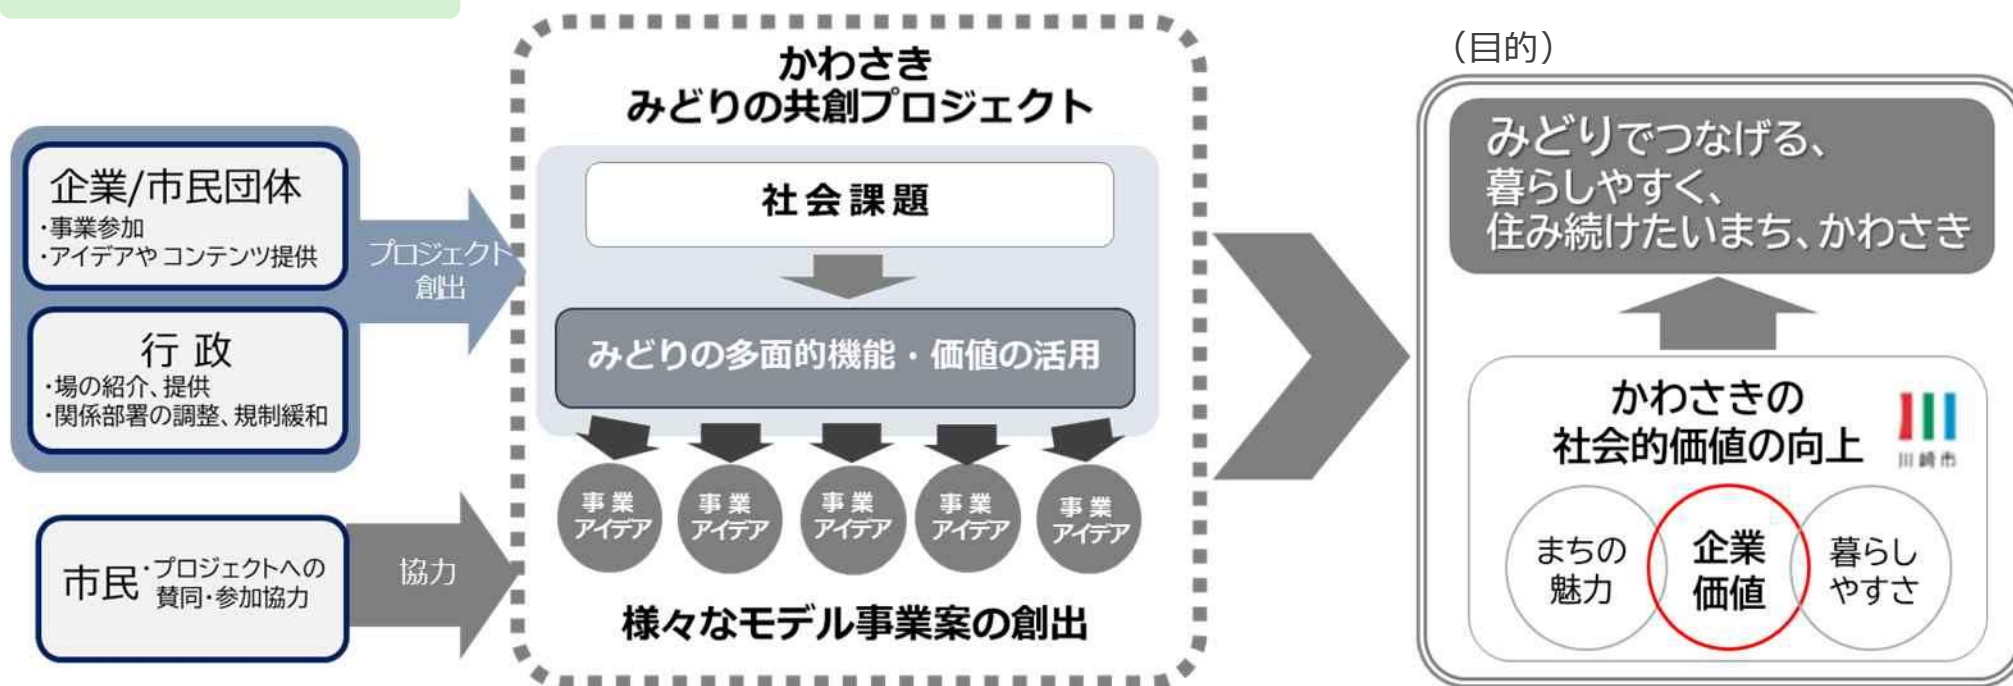 企業/市民団体
・事業参加
・アイデアや コンテンツ提供
行 政
・場の紹介、提供
・関係部署の調整、規制緩和
プロジェクト
創出
市民
・プロジェクトへの
賛同・参加協力
協力
かわさき
みどりの共創プロジェクト
社会課題
みどりの多面的機能・価値の活用
事業
アイデア
事業
アイデア
事業
アイデア
事業
アイデア
事業
アイデア
様々なモデル事業案の創出
（目的）
みどりでつなげる、
暮らしやすく、
住み続けたいまち、かわさき
かわさきの
社会的価値の向上
川崎市
まちの
魅力
企業
価値
暮らし
やすさ